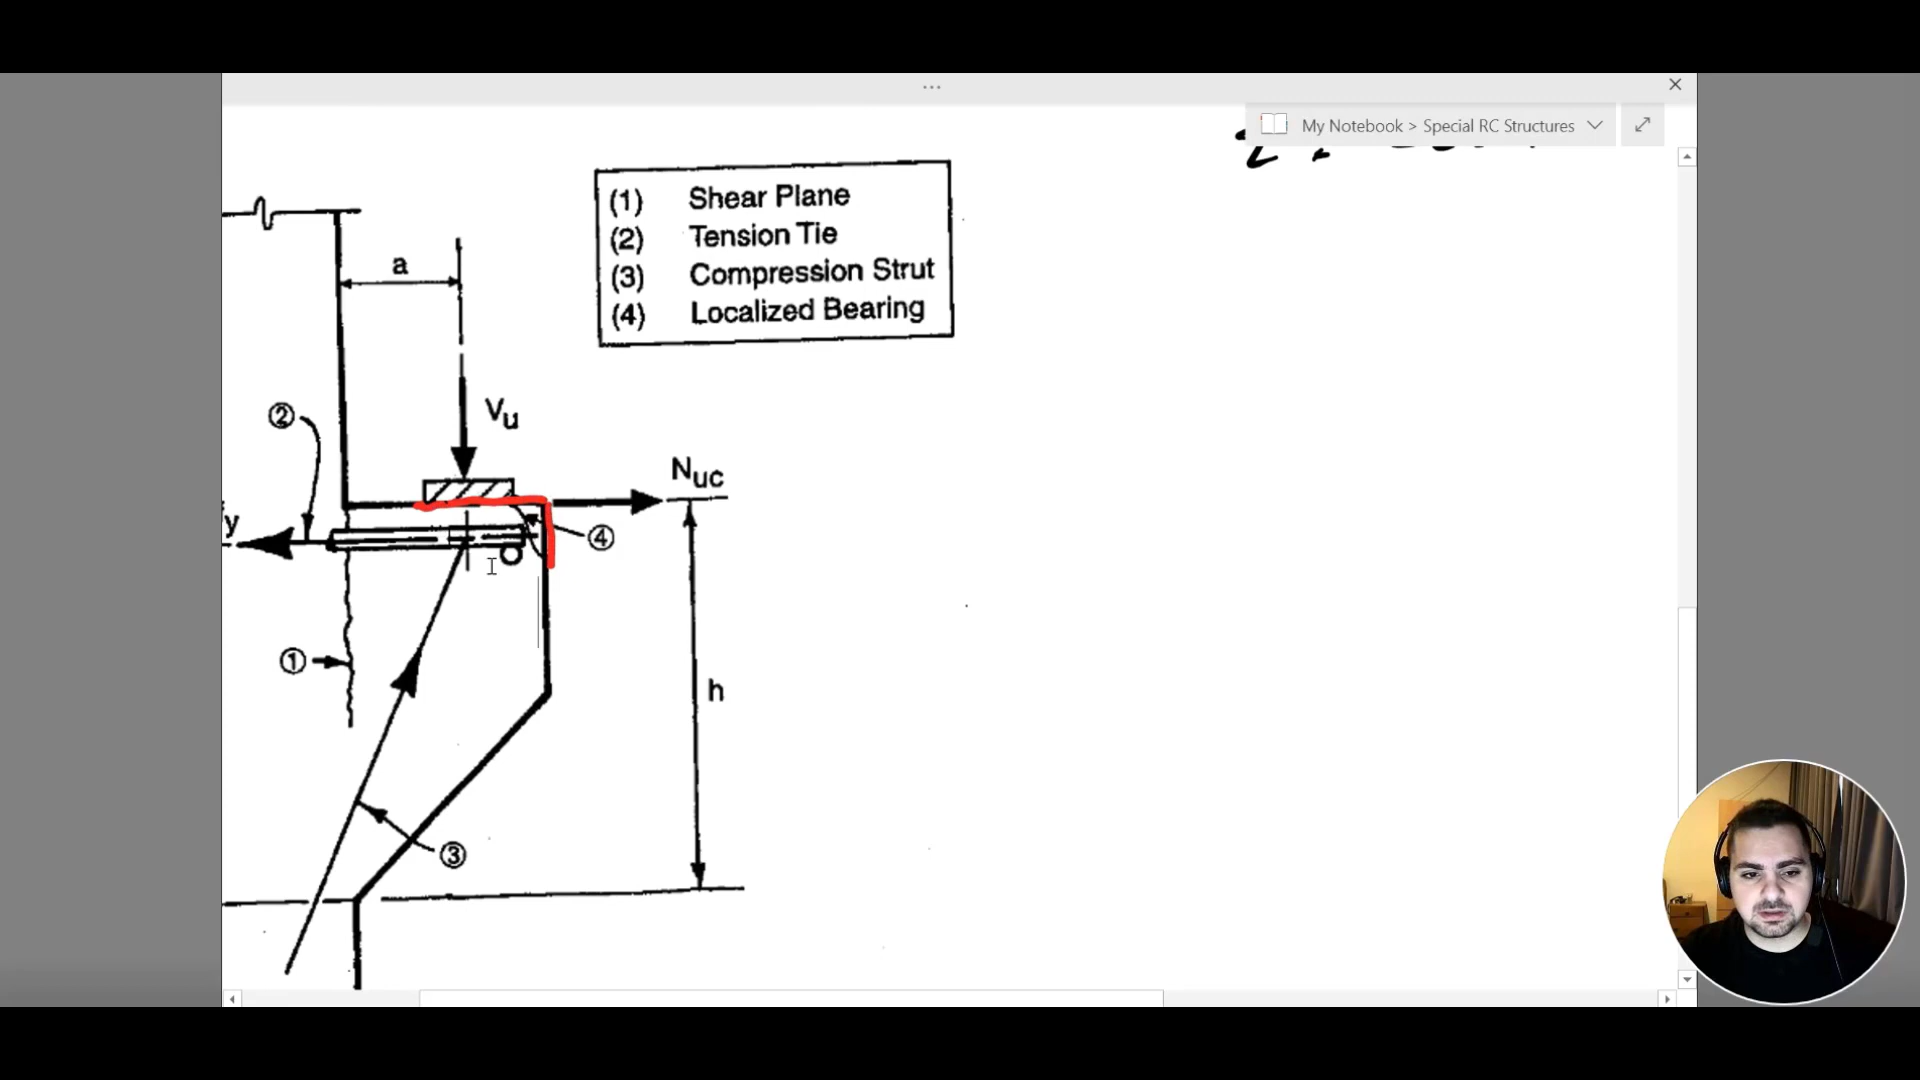 My Notebook > Special RC Structures
(1) Shear Plane
(2) Tension Tie
(3) Compression Strut
(4) Localized Bearing
a
② 
Vu
Nuc
y
④
①
h
③